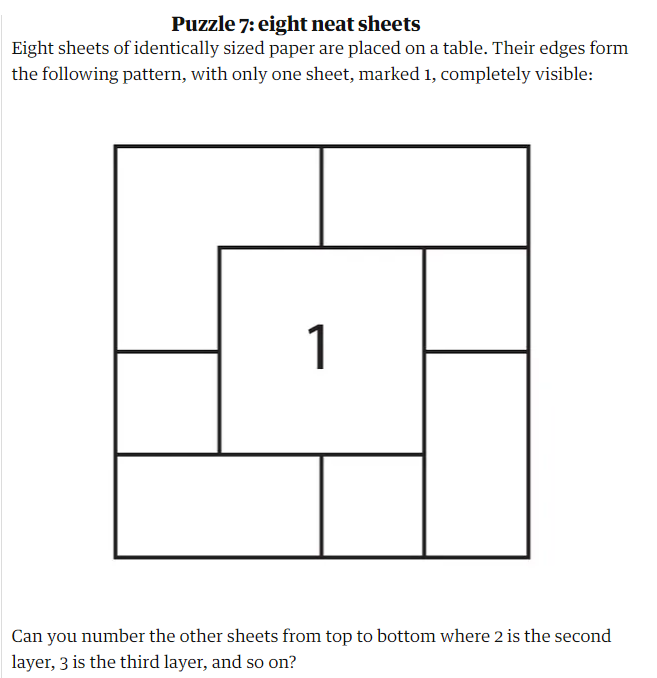 Puzzle 7: eight neat sheets
Eight sheets of identically sized paper are placed on a table. Their edges form
the following pattern, with only one sheet, marked 1, completely visible:
1
Can you number the other sheets from top to bottom where 2 is the second
layer, 3 is the third layer, and so on?